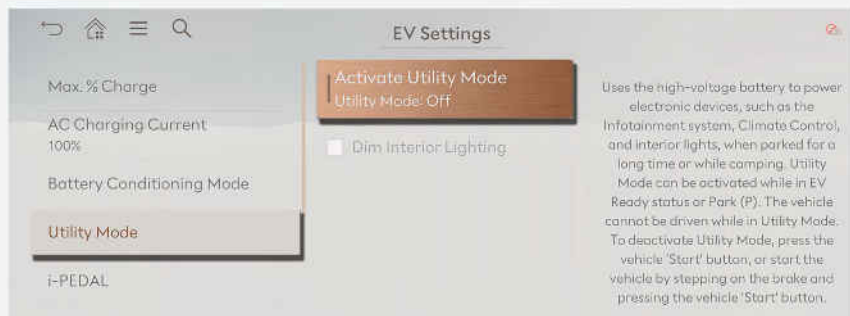 EV Settings
Max. % Charge
AC Charging Current
100%
Battery Conditioning Mode
Utility Mode
i-PEDAL
Activate Utility Mode
Utility Mode: Off
Dim Interior Lighting
Uses the high-voltage battery to power
electronic devices, such as the
Infotainment system, Climate Control,
and interior lights, when parked for a
long time or while camping. Utility
Mode can be activated while in EV
Ready status or Park (P). The vehicle
cannot be driven while in Utility Mode.
To deactivate Utility Mode, press the
vehicle 'Start' button, or start the
vehicle by stepping on the brake and
pressing the vehicle 'Start' button.